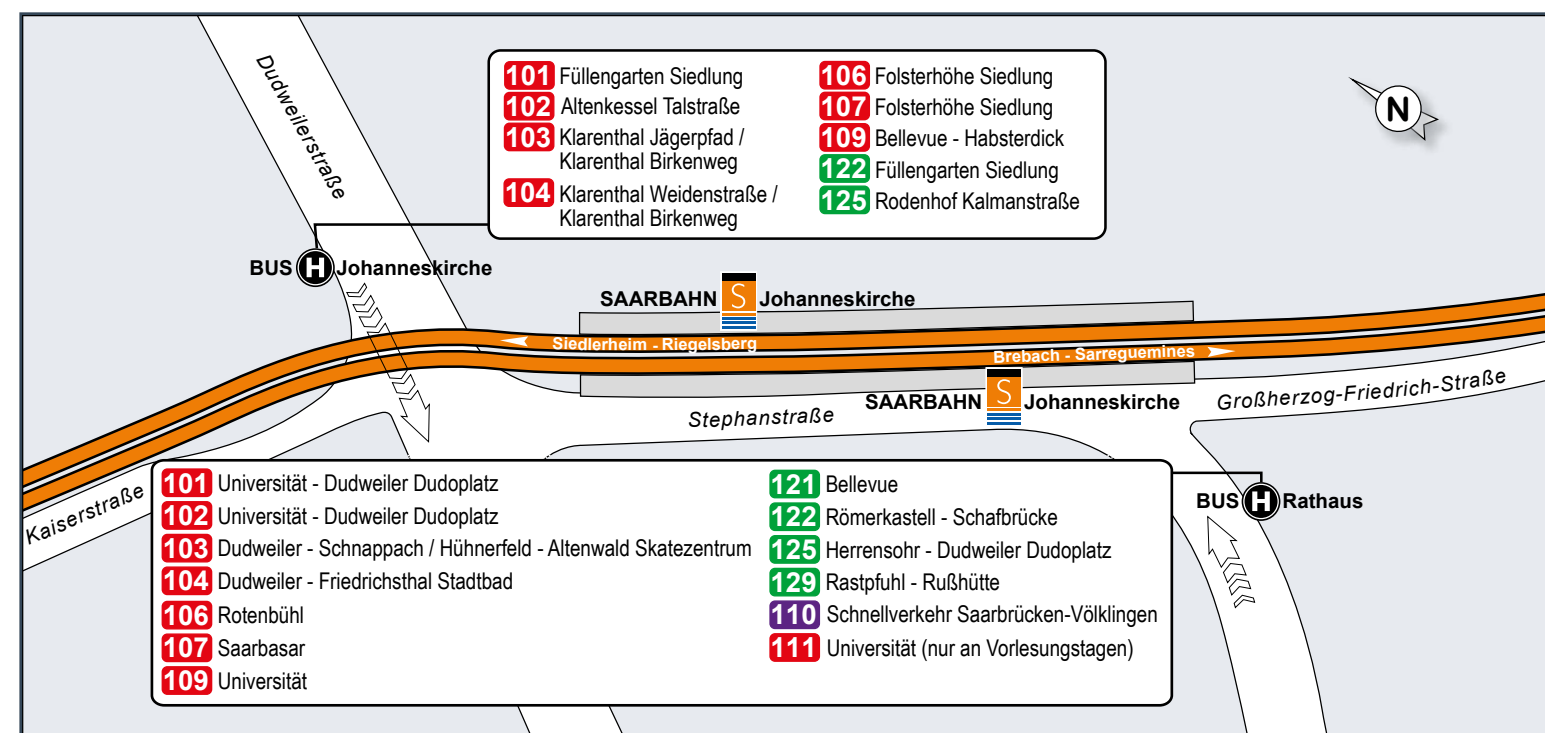 Dudweilerstraße
101 Füllengarten Siedlung
102 Altenkessel Talstraße
103 Klarenthal Jägerpfad /
Klarenthal Birkenweg
104 Klarenthal Weidenstraße /
Klarenthal Birkenweg
106 Folsterhöhe Siedlung
107 Folsterhöhe Siedlung
109 Bellevue - Habsterdick
122 Füllengarten Siedlung
125 Rodenhof Kalmanstraße
N
BUS H Johanneskirche
SAARBAHN S Johanneskirche
Siedlerheim - Riegelsberg
Brebach - Sarreguemines
SAARBAHN S Johanneskirche
Stephanstraße
Großherzog-Friedrich-Straße
Kaiserstraße
101 Universität - Dudweiler Dudoplatz
102 Universität - Dudweiler Dudoplatz
103 Dudweiler - Schnappach / Hühnerfeld - Altenwald Skatezentrum
104 Dudweiler - Friedrichsthal Stadtbad
106 Rotenbühl
107 Saarbasar
109 Universität
121 Bellevue
122 Römerkastell - Schafbrücke
125 Herrensohr - Dudweiler Dudoplatz
129 Rastpfuhl - Rußhütte
110 Schnellverkehr Saarbrücken-Völklingen
111 Universität (nur an Vorlesungstagen)
BUS H Rathaus